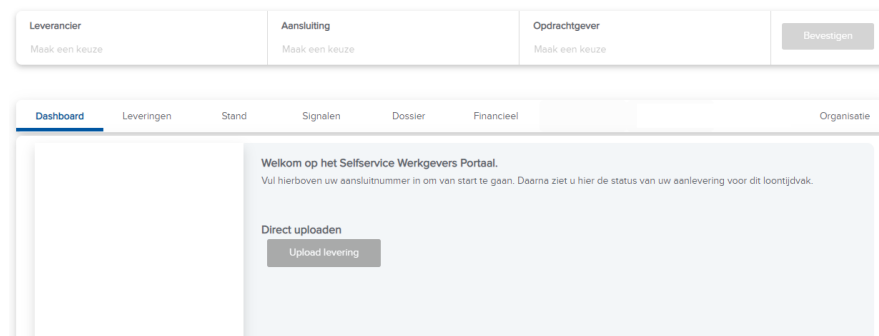 Leverancier Aansluiting Opdrachtgever
Maak een keuze Maak een keuze Maak een keuze Bevestigen
Dashboard Leveringen Stand Signalen Dossier Financieel Organisatie
Welkom op het Selfservice Werkgevers Portaal.
Vul hierboven uw aansluitnummer in om van start te gaan. Daarna ziet u hier de status van uw aanlevering voor dit loontijdvak.
Direct uploaden
Upload levering